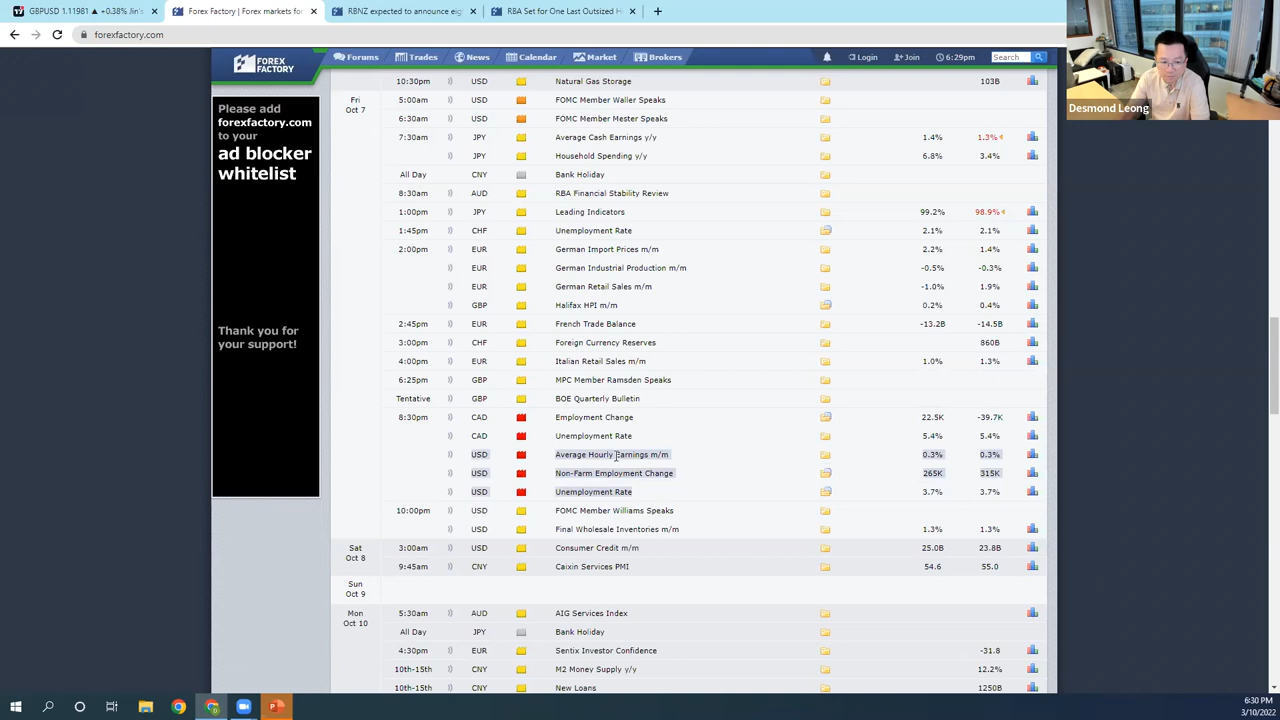 GBPUSD 1.11981 ▲ +0.38% Jin's
Forex Factory | Forex markets fo
RBNZ expected to announce eig
RBA Set for One Last Outsized H
forexfactory.com
FOREX FACTORY
Forums Trades News Calendar Market Brokers
Login Join 6:29pm Search
Desmond Leong
Please add
forexfactory.com
to your
ad blocker
whitelist
Thank you for
your support!
10:30pm USD Natural Gas Storage 103B
Fri Oct 7 5:00am USD FOMC Member Waller Speaks
6:30am USD FOMC Member Mester Speaks
7:30am JPY Average Cash Earnings y/y 1.4% 1.3%
JPY Household Spending y/y 6.8% 3.4%
All Day CNY Bank Holiday
8:30am AUD RBA Financial Stability Review
1:00pm JPY Leading Indicators 99.2% 98.9%
1:45pm CHF Unemployment Rate 2.1% 2.1%
2:00pm EUR German Import Prices m/m 2.2% 1.4%
EUR German Industrial Production m/m -0.5% -0.3%
EUR German Retail Sales m/m -1.0% 1.9%
GBP Halifax HPI m/m 0.2% 0.4%
2:45pm EUR French Trade Balance -13.2B -14.5B
3:00pm CHF Foreign Currency Reserves 860B
4:00pm EUR Italian Retail Sales m/m 1.0% 1.3%
6:25pm GBP MPC Member Ramsden Speaks
Tentative GBP BOE Quarterly Bulletin
8:30pm CAD Employment Change 22.5K -39.7K
CAD Unemployment Rate 5.4% 5.4%
USD Average Hourly Earnings m/m 0.3% 0.3%
USD Non-Farm Employment Change 265K 315K
USD Unemployment Rate 3.7% 3.7%
10:00pm USD FOMC Member Williams Speaks
USD Final Wholesale Inventories m/m 1.3% 1.3%
Sat Oct 8 3:00am USD Consumer Credit m/m 25.0B 23.8B
9:45am CNY Caixin Services PMI 54.6 55.0
Sun Oct 9
Mon Oct 10 5:30am AUD AIG Services Index
All Day JPY Bank Holiday
4:30pm EUR Sentix Investor Confidence -31.8
10th-15th CNY M2 Money Supply y/y 12.2%
10th-15th CNY New Loans 1250B
6:30 PM
3/10/2022